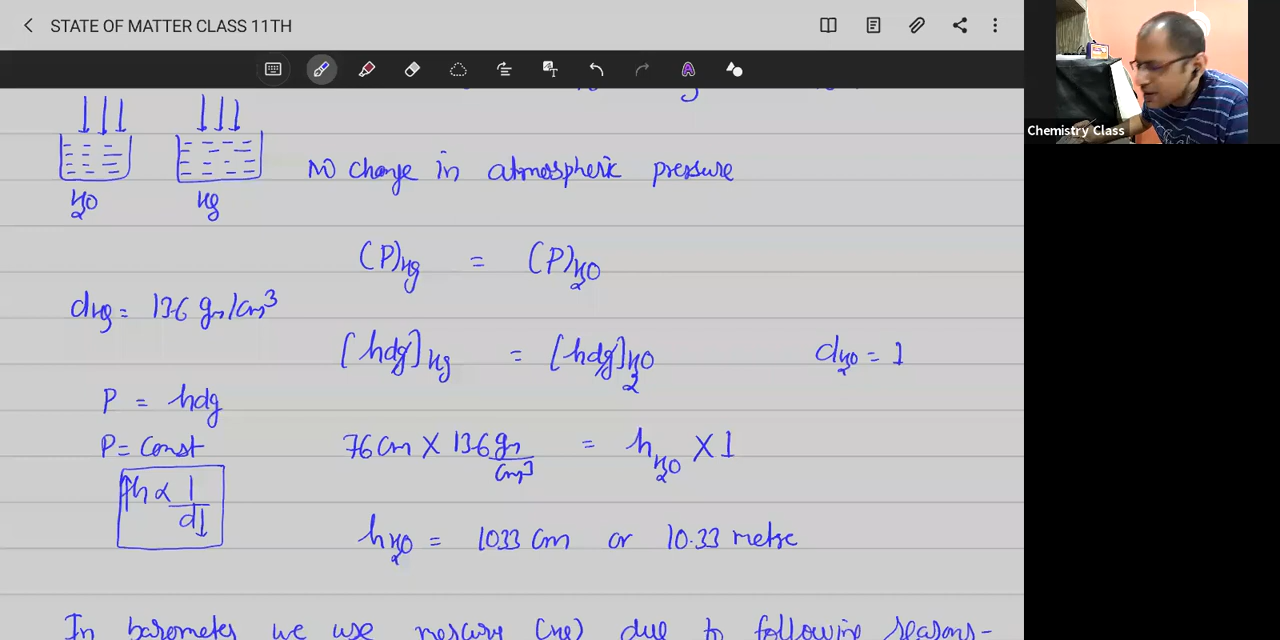 STATE OF MATTER CLASS 11TH
Chemistry Class
No change in atmospheric pressure
H₂O
Hg
(P)Hg = (P)H₂O
dHg = 13.6 gm/cm³
[hdg]Hg = [hdg]H₂O
dH₂O = 1
P = hdg
P = Const
76 cm × 13.6 gm/cm³ = hH₂O × 1
↑h ∝ 1/d↓
hH₂O = 1033 cm or 10.33 metre
In barometer we use mercury (Hg) due to following reasons-